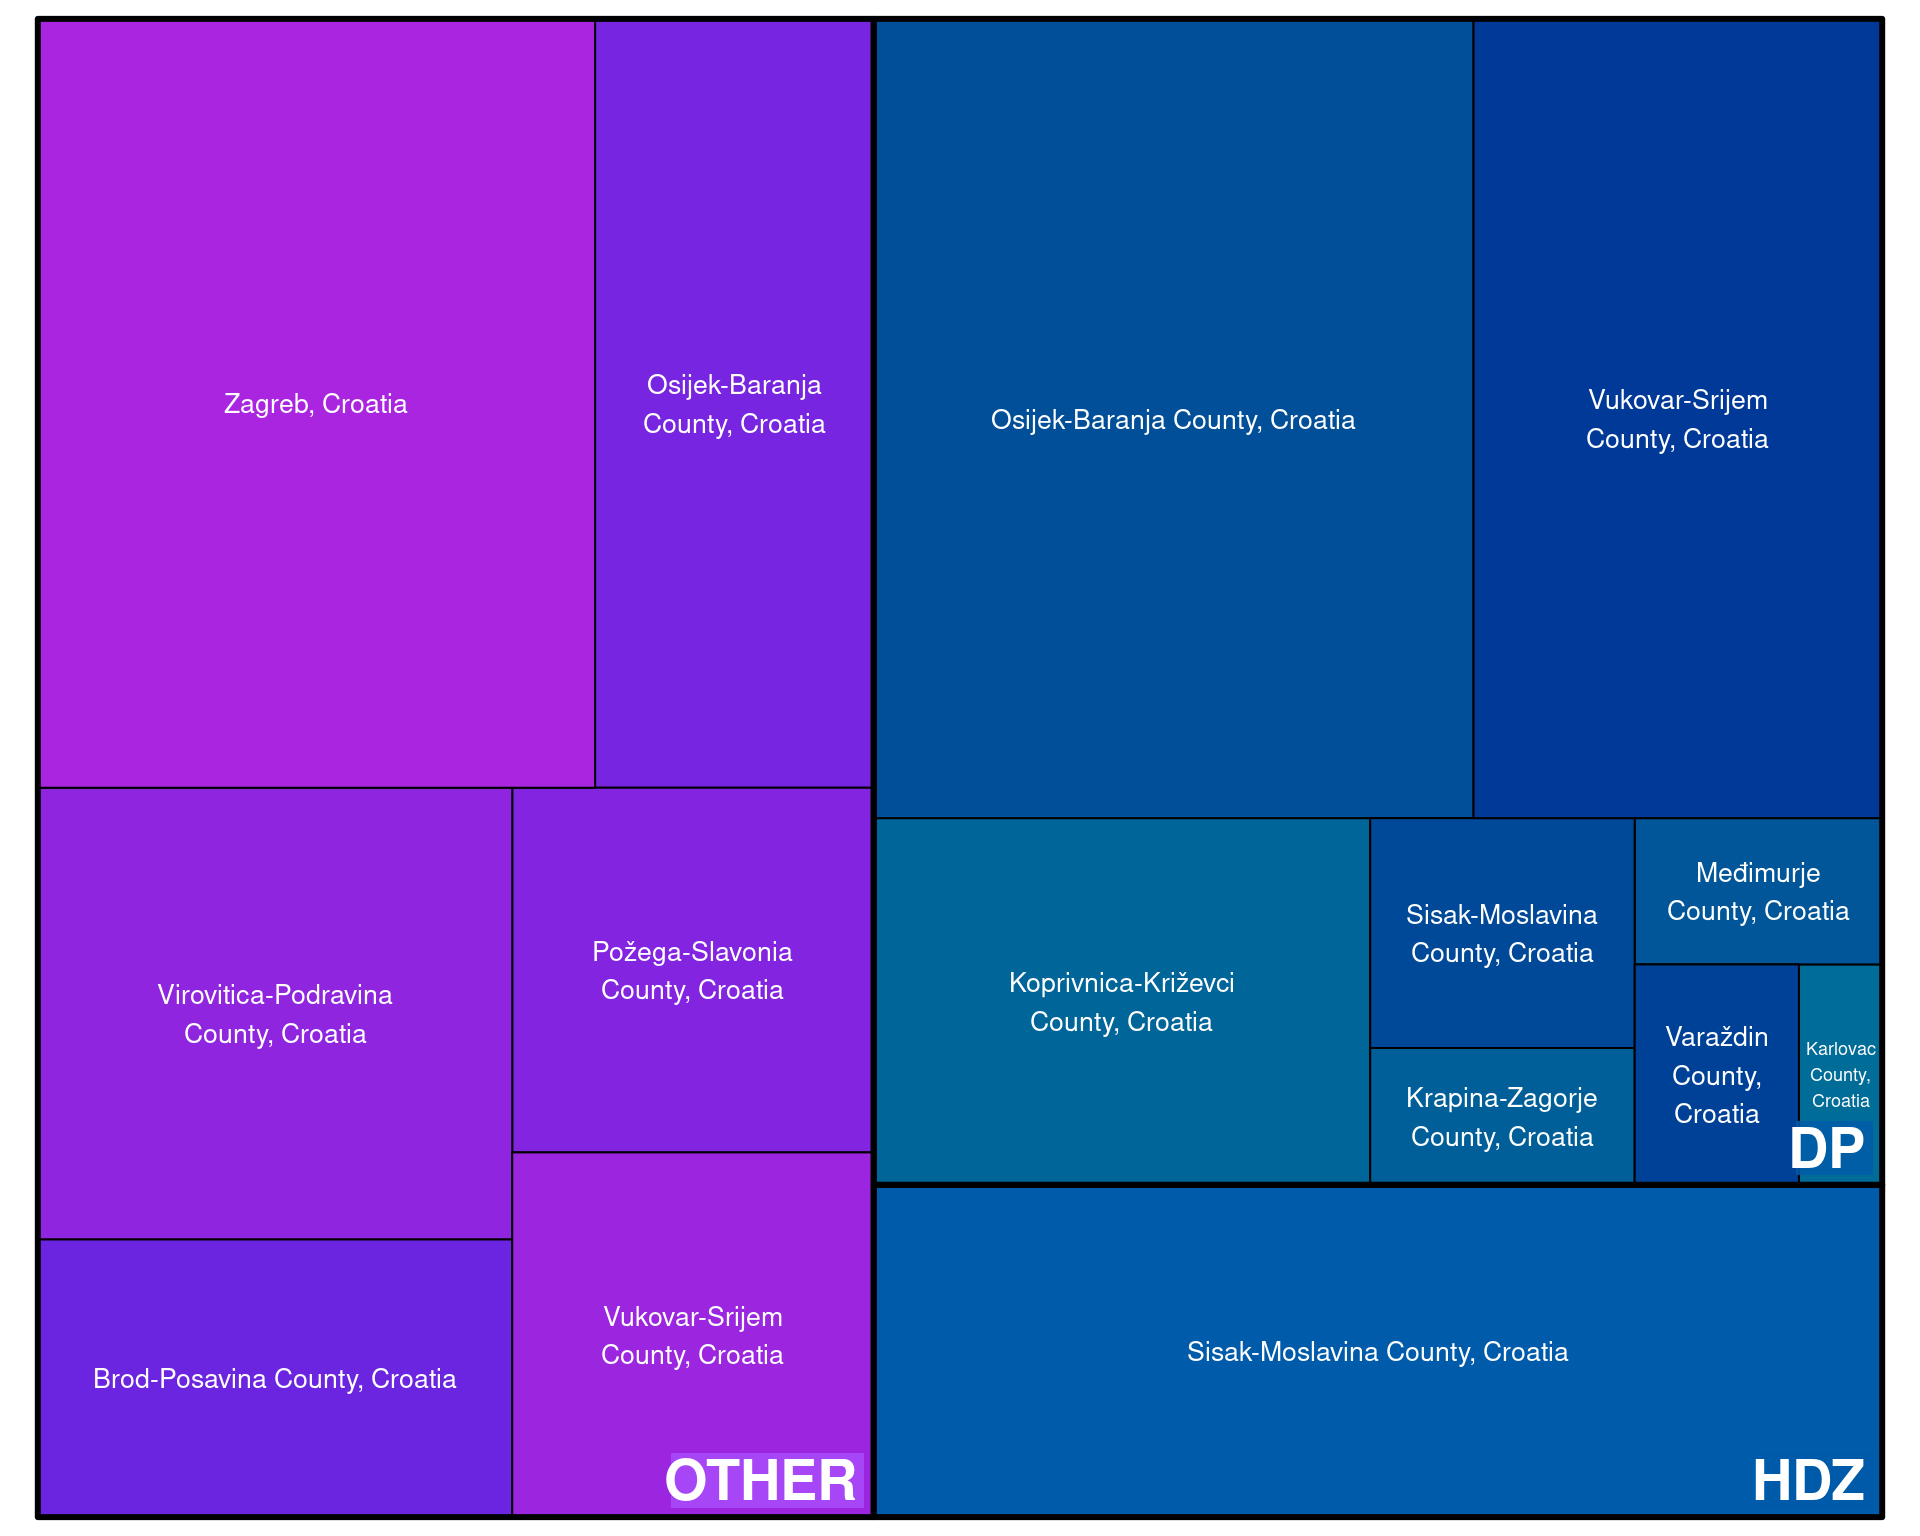 Zagreb, Croatia
Osijek-Baranja
County, Croatia
Virovitica-Podravina
County, Croatia
Požega-Slavonia
County, Croatia
Brod-Posavina County, Croatia
Vukovar-Srijem
County, Croatia
OTHER
Osijek-Baranja County, Croatia
Vukovar-Srijem
County, Croatia
Koprivnica-Križevci
County, Croatia
Sisak-Moslavina
County, Croatia
Krapina-Zagorje
County, Croatia
Međimurje
County, Croatia
Varaždin
County,
Croatia
Karlovac
County,
Croatia
DP
Sisak-Moslavina County, Croatia
HDZ